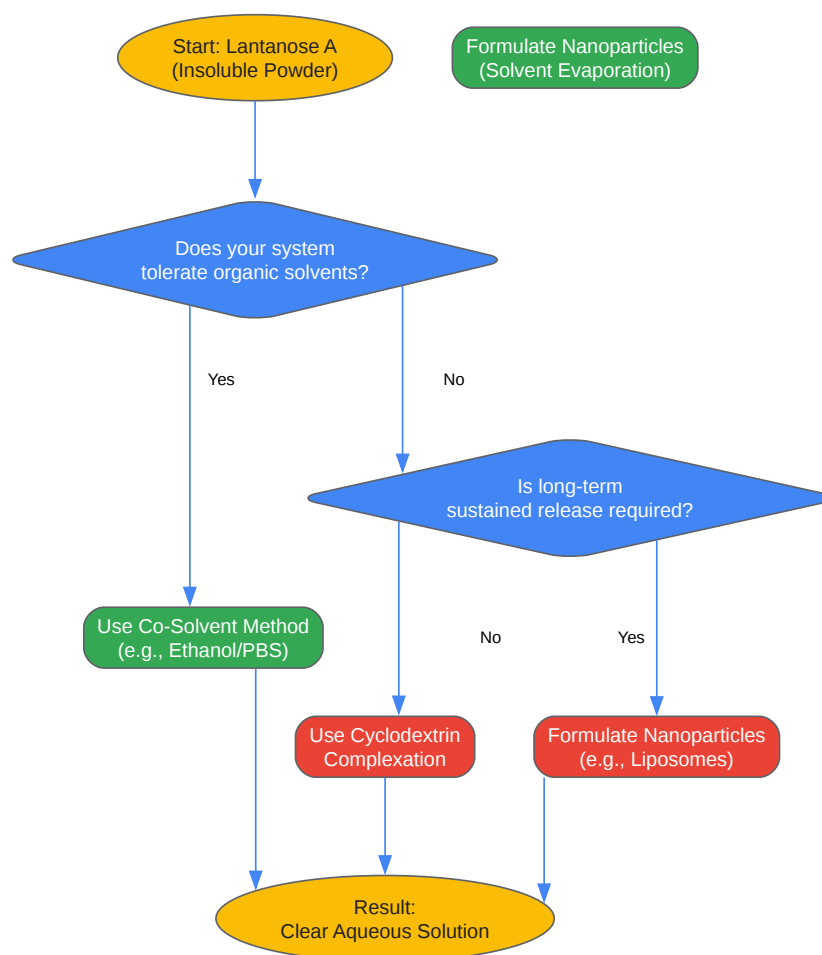 Start: Lantanose A
(Insoluble Powder)
Formulate Nanoparticles
(Solvent Evaporation)
Does your system
tolerate organic solvents?
Yes
No
Is long-term
sustained release required?
Use Co-Solvent Method
(e.g., Ethanol/PBS)
No
Yes
Use Cyclodextrin
Complexation
Formulate Nanoparticles
(e.g., Liposomes)
Result:
Clear Aqueous Solution